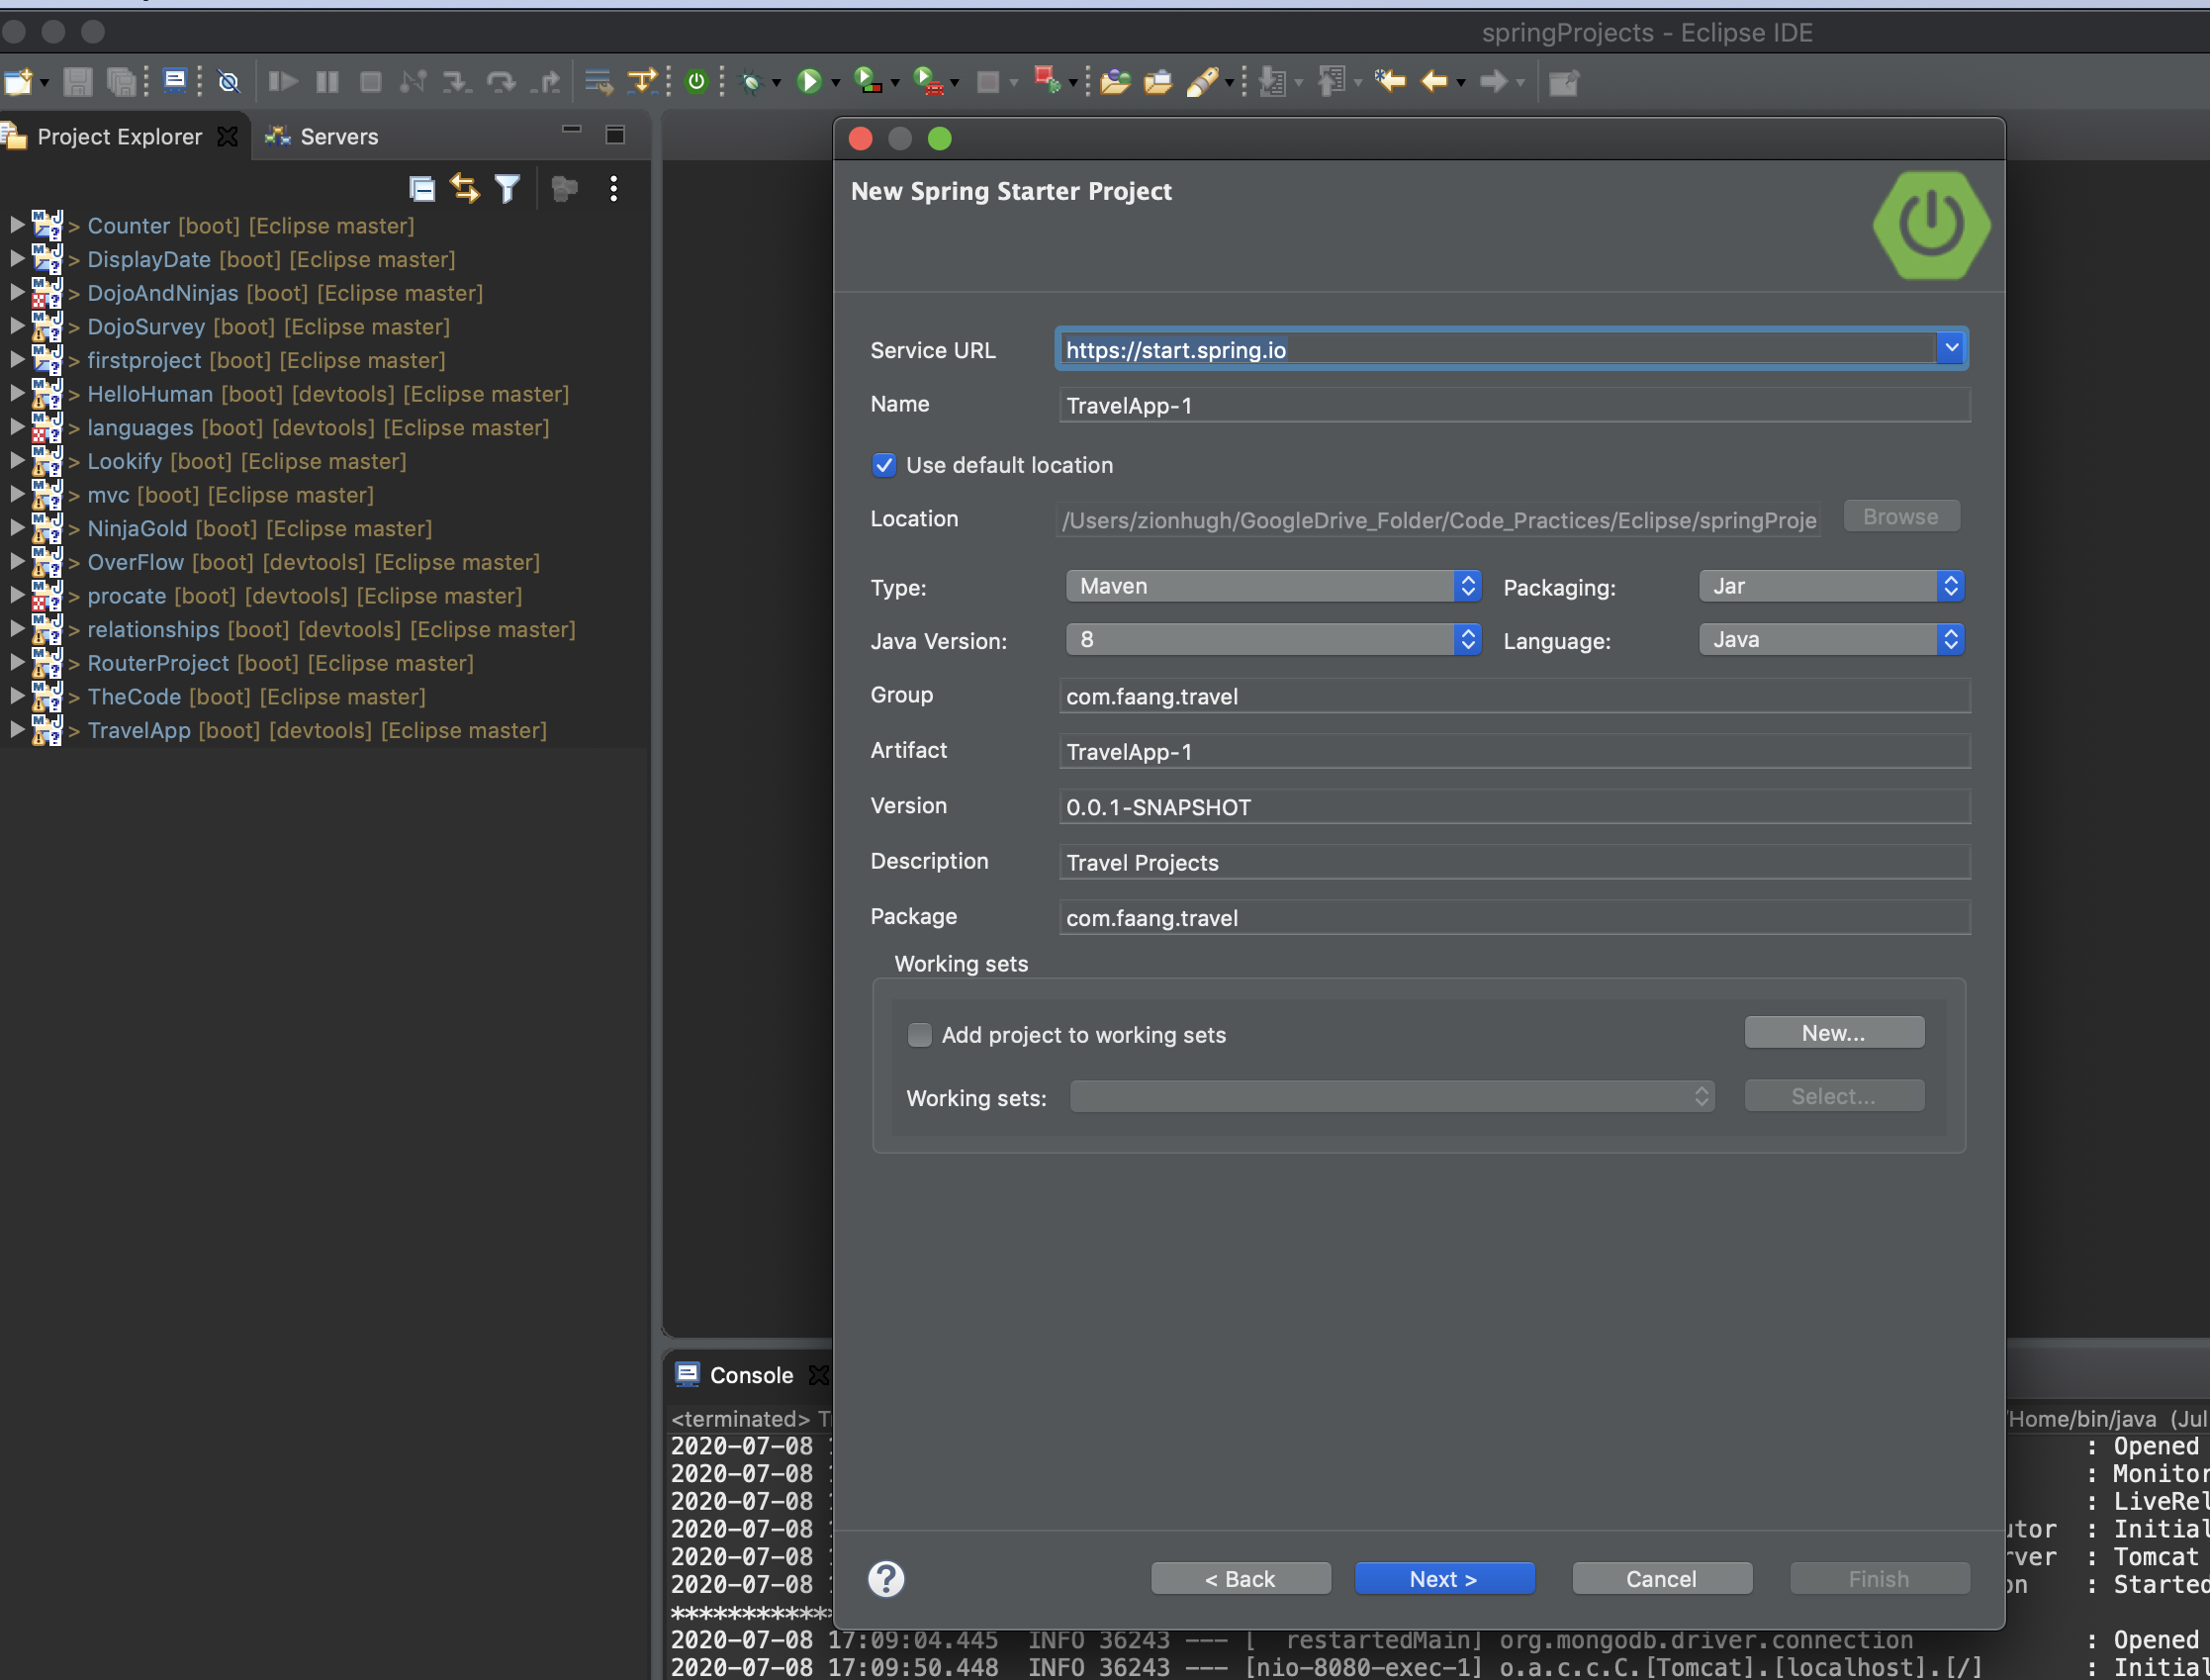 springProjects - Eclipse IDE
Project Explorer
Servers
> Counter [boot] [Eclipse master]
> DisplayDate [boot] [Eclipse master]
> DojoAndNinjas [boot] [Eclipse master]
> DojoSurvey [boot] [Eclipse master]
> firstproject [boot] [Eclipse master]
> HelloHuman [boot] [devtools] [Eclipse master]
> languages [boot] [devtools] [Eclipse master]
> Lookify [boot] [Eclipse master]
> mvc [boot] [Eclipse master]
> NinjaGold [boot] [Eclipse master]
> OverFlow [boot] [devtools] [Eclipse master]
> procate [boot] [devtools] [Eclipse master]
> relationships [boot] [devtools] [Eclipse master]
> RouterProject [boot] [Eclipse master]
> TheCode [boot] [Eclipse master]
> TravelApp [boot] [devtools] [Eclipse master]
New Spring Starter Project
Service URL https://start.spring.io
Name TravelApp-1
Use default location
Location /Users/zionhugh/GoogleDrive_Folder/Code_Practices/Eclipse/springProje Browse
Type: Maven Packaging: Jar
Java Version: 8 Language: Java
Group com.faang.travel
Artifact TravelApp-1
Version 0.0.1-SNAPSHOT
Description Travel Projects
Package com.faang.travel
Working sets
Add project to working sets New...
Working sets: Select...
? < Back Next > Cancel Finish
Console
<terminated> T /Home/bin/java (Jul
2020-07-08 : Opened
2020-07-08 : Monitor
2020-07-08 : LiveRel
2020-07-08 utor : Initial
2020-07-08 rver : Tomcat
2020-07-08 on : Started
************
2020-07-08 17:09:04.445 INFO 36243 --- [ restartedMain] org.mongodb.driver.connection : Opened
2020-07-08 17:09:50.448 INFO 36243 --- [nio-8080-exec-1] o.a.c.c.C.[Tomcat].[localhost].[/] : Initial